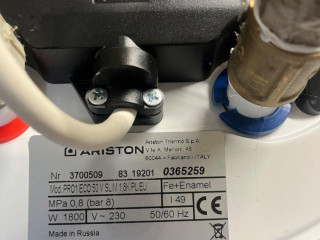 ARISTON
Ariston Thermo S.p.A.
V.le A. Merloni, 45
60044 - Fabriano - ITALY
Nr 3700509 83 19201 0365259
Mod. PRO1 ECO 50 V SLIM 1,8K PL EU Fe+Enamel
MPa 0,8 (bar 8) l 49
W 1800 V~ 230 50/60 Hz
Made in Russia